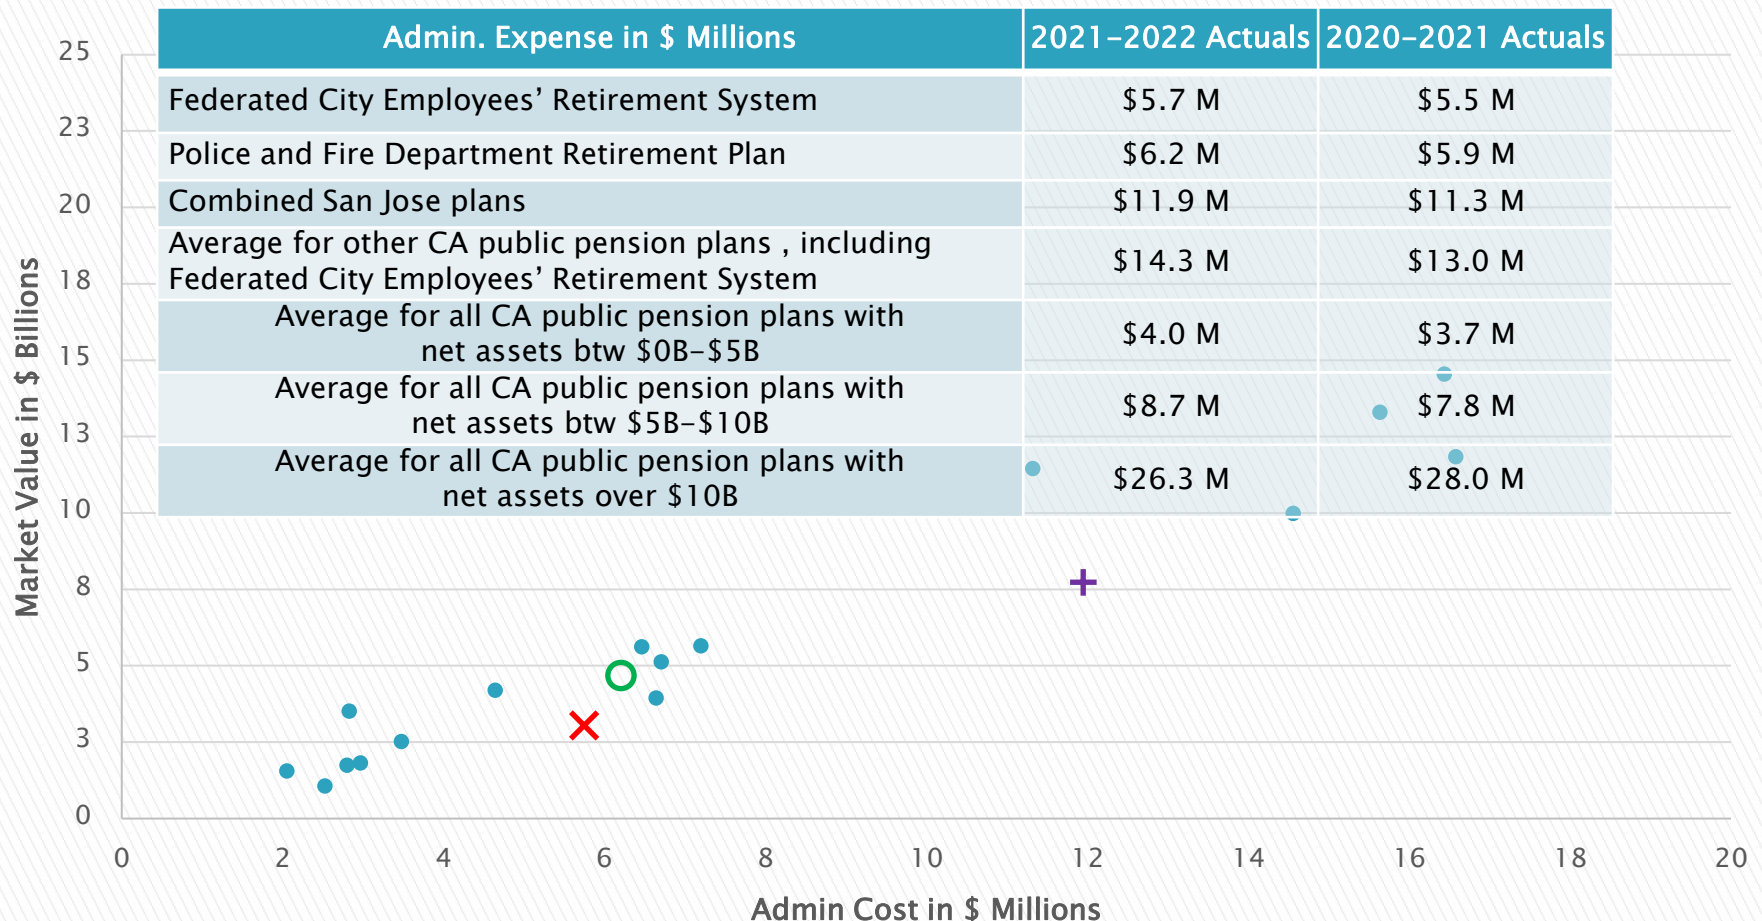 Admin. Expense in $ Millions 2021-2022 Actuals 2020-2021 Actuals
Federated City Employees’ Retirement System $5.7 M $5.5 M
Police and Fire Department Retirement Plan $6.2 M $5.9 M
Combined San Jose plans $11.9 M $11.3 M
Average for other CA public pension plans , including
Federated City Employees’ Retirement System $14.3 M $13.0 M
Average for all CA public pension plans with
net assets btw $0B-$5B $4.0 M $3.7 M
Average for all CA public pension plans with
net assets btw $5B-$10B $8.7 M $7.8 M
Average for all CA public pension plans with
net assets over $10B $26.3 M $28.0 M
Market Value in $ Billions
25
23
20
18
15
13
10
8
5
3
0
0 2 4 6 8 10 12 14 16 18 20
Admin Cost in $ Millions